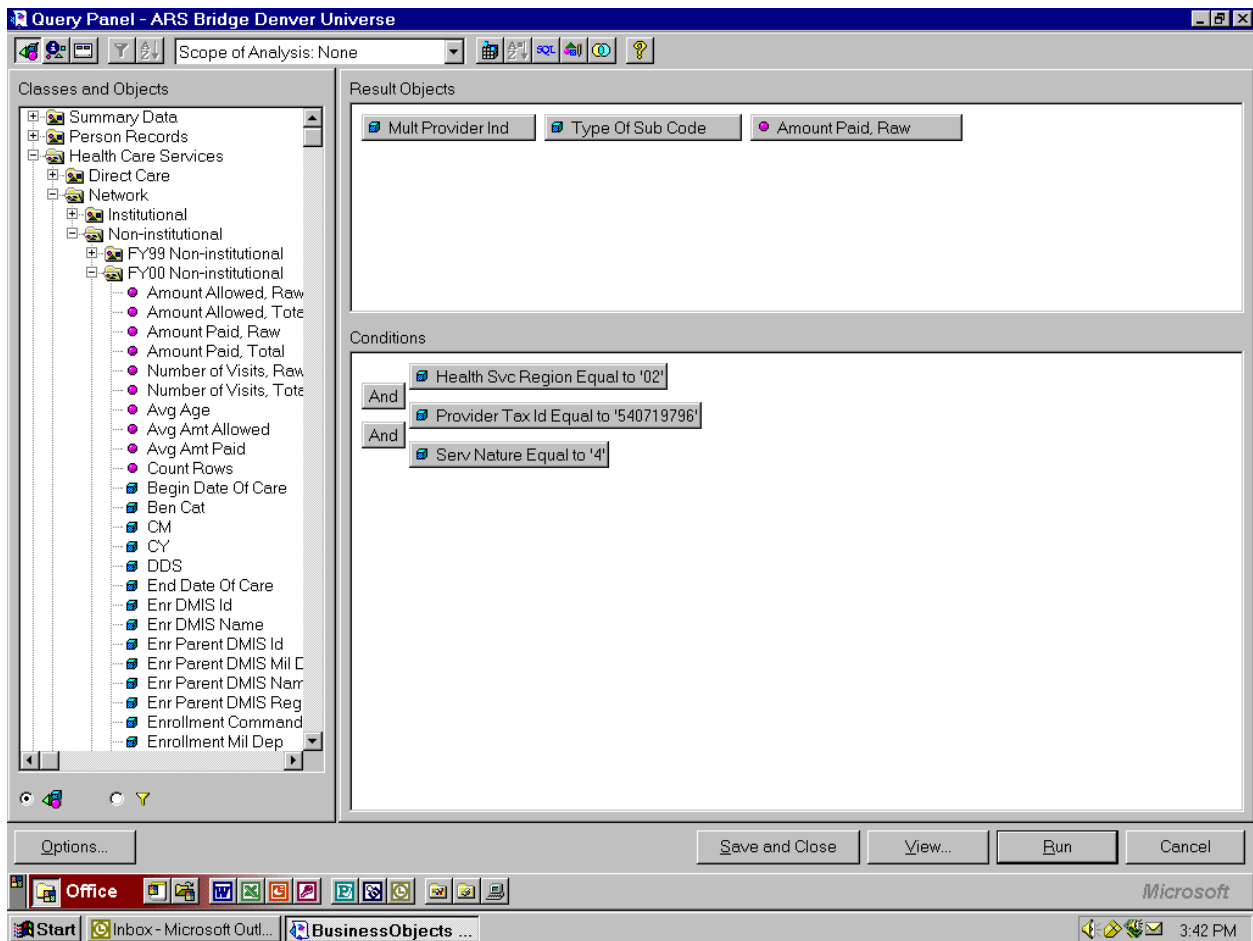 Query Panel - ARS Bridge Denver Universe
Scope of Analysis: None
SQL
Classes and Objects
Summary Data
Person Records
Health Care Services
Direct Care
Network
Institutional
Non-institutional
FY99 Non-institutional
FY00 Non-institutional
Amount Allowed, Raw
Amount Allowed, Tota
Amount Paid, Raw
Amount Paid, Total
Number of Visits, Raw
Number of Visits, Tota
Avg Age
Avg Amt Allowed
Avg Amt Paid
Count Rows
Begin Date Of Care
Ben Cat
CM
CY
DDS
End Date Of Care
Enr DMIS Id
Enr DMIS Name
Enr Parent DMIS Id
Enr Parent DMIS Mil D
Enr Parent DMIS Nam
Enr Parent DMIS Reg
Enrollment Command
Enrollment Mil Dep
Result Objects
Mult Provider Ind
Type Of Sub Code
Amount Paid, Raw
Conditions
Health Svc Region Equal to '02'
And
Provider Tax Id Equal to '540719796'
And
Serv Nature Equal to '4'
Options...
Save and Close
View...
Run
Cancel
Office
Microsoft
Start
Inbox - Microsoft Outl...
BusinessObjects ...
3:42 PM